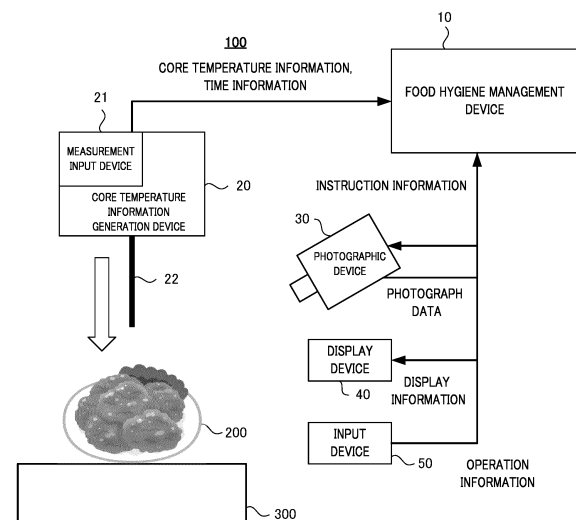 100
10
CORE TEMPERATURE INFORMATION,
TIME INFORMATION
FOOD HYGIENE MANAGEMENT
DEVICE
21
MEASUREMENT
INPUT DEVICE
20
CORE TEMPERATURE
INFORMATION
GENERATION DEVICE
INSTRUCTION INFORMATION
30
PHOTOGRAPHIC
DEVICE
22
PHOTOGRAPH
DATA
DISPLAY
DEVICE
40
DISPLAY
INFORMATION
200
INPUT
DEVICE
50
OPERATION
INFORMATION
300